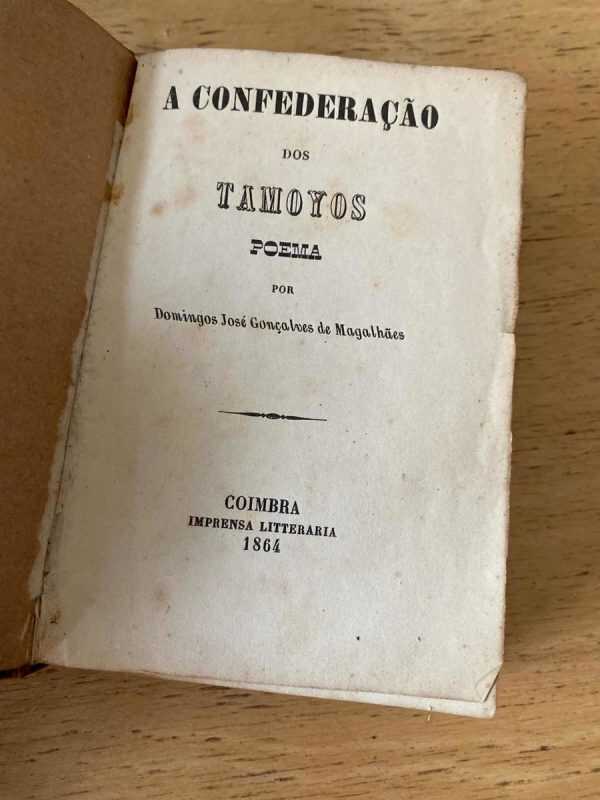 A CONFEDERAÇÃO
DOS
TAMOYOS
POEMA
POR
Domingos José Gonçalves de Magalhães
COIMBRA
IMPRENSA LITTERARIA
1864